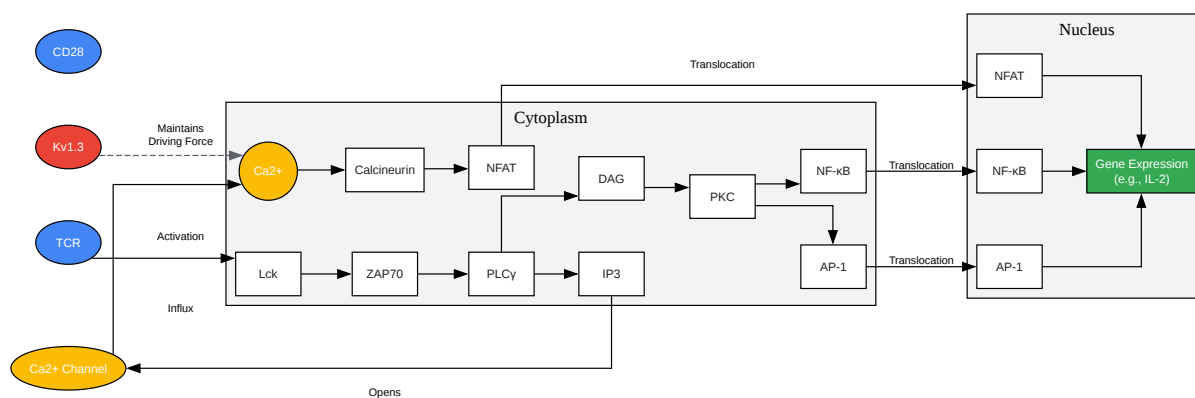 CD28
Kv1.3
TCR
Ca2+ Channel
Maintains
Driving Force
Activation
Influx
Opens
Cytoplasm
Ca2+
Calcineurin
NFAT
DAG
PKC
NF-κB
AP-1
Lck
ZAP70
PLCγ
IP3
Translocation
Translocation
Translocation
Nucleus
NFAT
NF-κB
AP-1
Gene Expression
(e.g., IL-2)